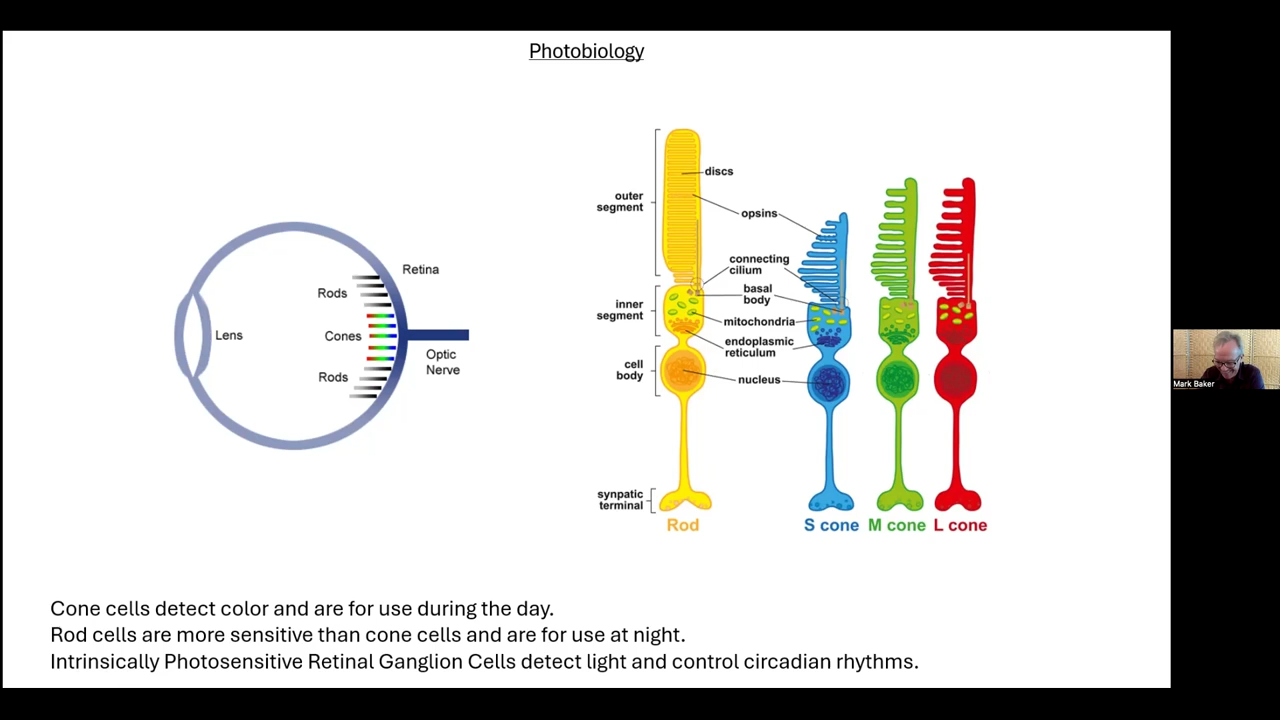 Photobiology
Retina
Rods
Lens
Cones
Optic
Nerve
Rods
outer
segment
discs
opsins
connecting
cilium
basal
body
inner
segment
mitochondria
endoplasmic
reticulum
cell
body
nucleus
synpatic
terminal
Rod
S cone
M cone
L cone
Cone cells detect color and are for use during the day.
Rod cells are more sensitive than cone cells and are for use at night.
Intrinsically Photosensitive Retinal Ganglion Cells detect light and control circadian rhythms.
Mark Baker